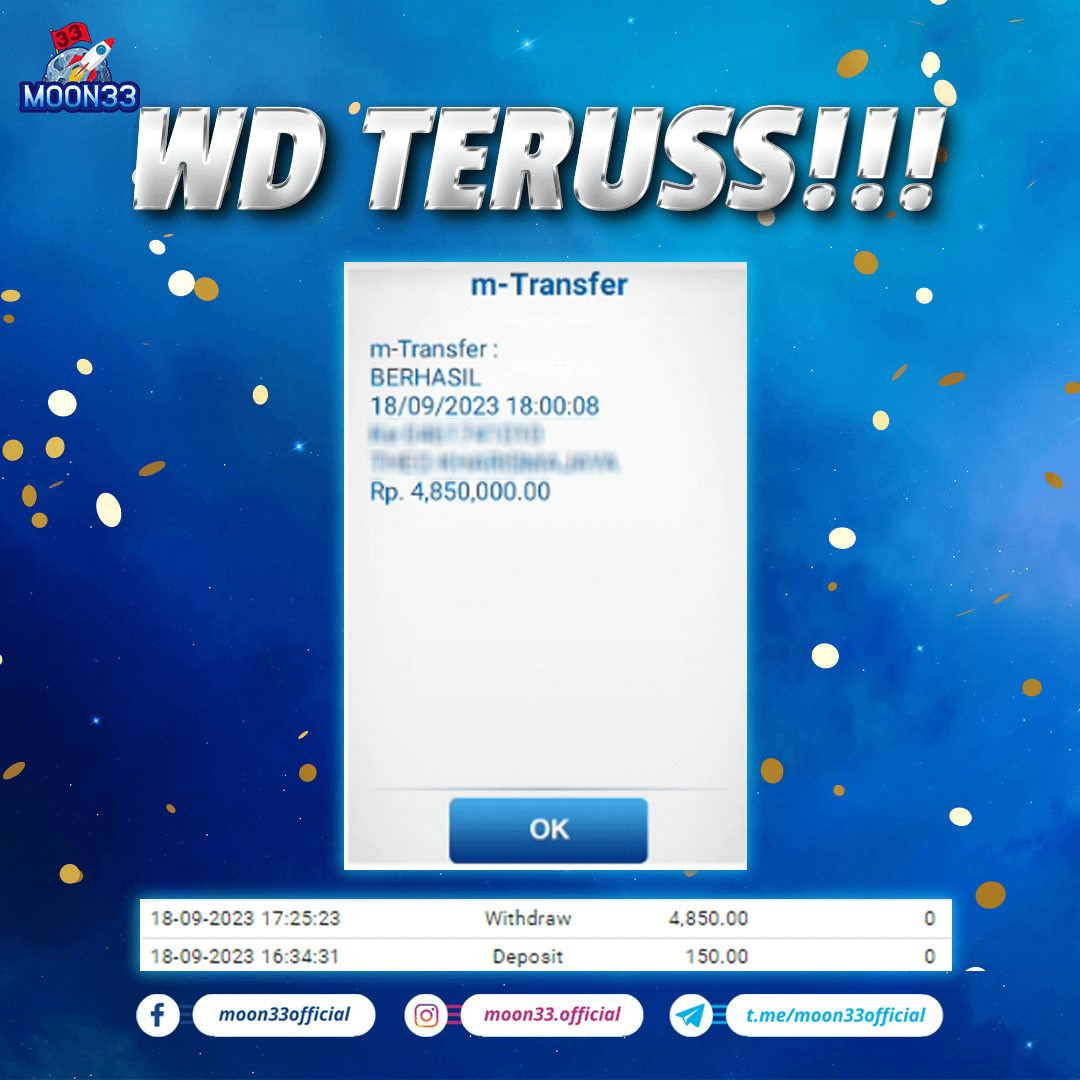 33
MOON33
WD TERUSS!!!
m-Transfer
m-Transfer :
BERHASIL
18/09/2023 18:00:08
Rp. 4,850,000.00
OK
18-09-2023 17:25:23 Withdraw 4,850.00 0
18-09-2023 16:34:31 Deposit 150.00 0
moon33official moon33.official t.me/moon33official